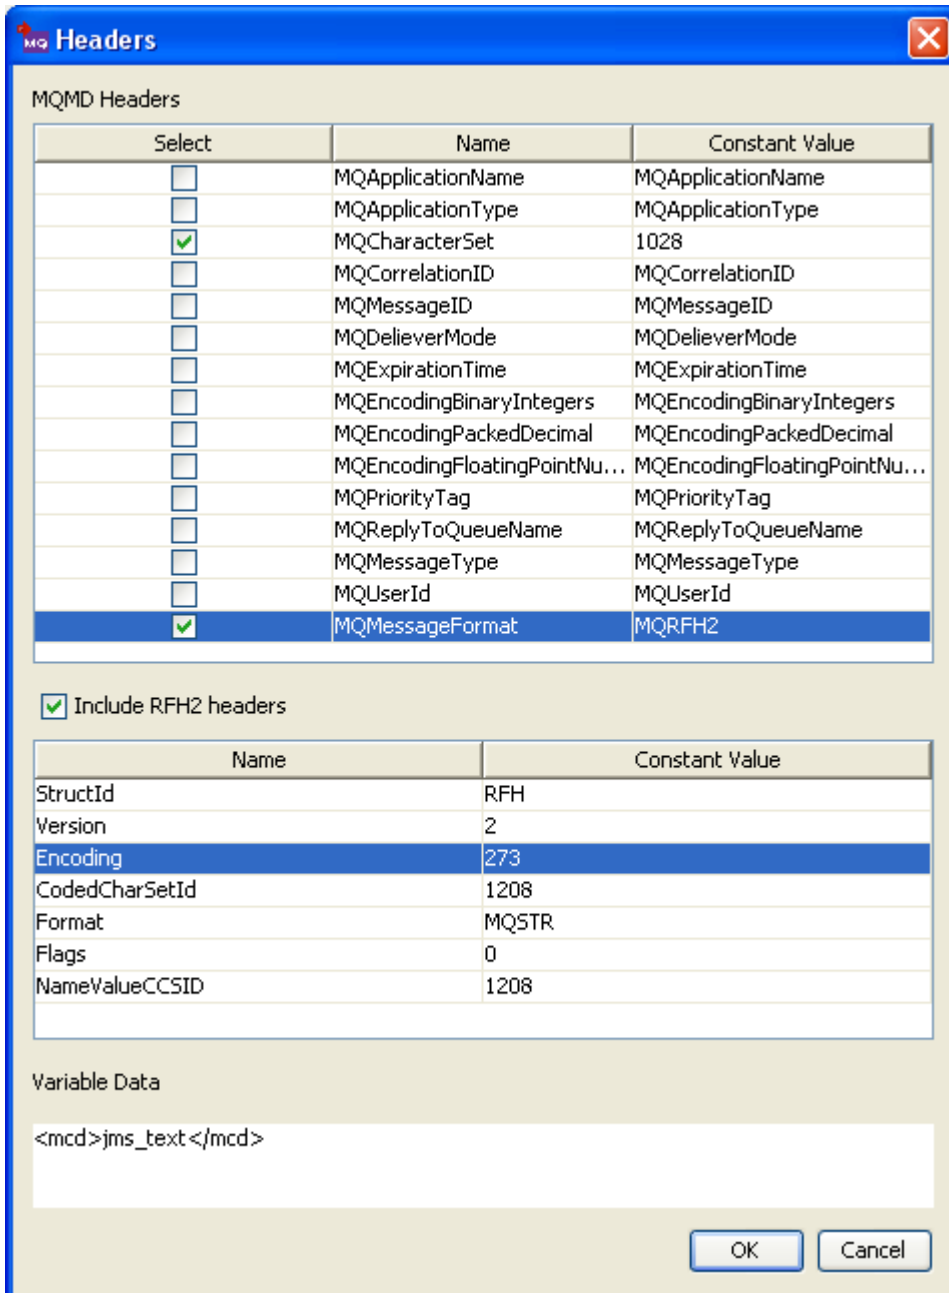 MQ Headers
MQMD Headers
Select Name Constant Value
MQApplicationName MQApplicationName
MQApplicationType MQApplicationType
MQCharacterSet 1028
MQCorrelationID MQCorrelationID
MQMessageID MQMessageID
MQDelieverMode MQDelieverMode
MQExpirationTime MQExpirationTime
MQEncodingBinaryIntegers MQEncodingBinaryIntegers
MQEncodingPackedDecimal MQEncodingPackedDecimal
MQEncodingFloatingPointNu... MQEncodingFloatingPointNu...
MQPriorityTag MQPriorityTag
MQReplyToQueueName MQReplyToQueueName
MQMessageType MQMessageType
MQUserId MQUserId
MQMessageFormat MQRFH2
Include RFH2 headers
Name Constant Value
StructId RFH
Version 2
Encoding 273
CodedCharSetId 1208
Format MQSTR
Flags 0
NameValueCCSID 1208
Variable Data
<mcd>jms_text</mcd>
OK Cancel